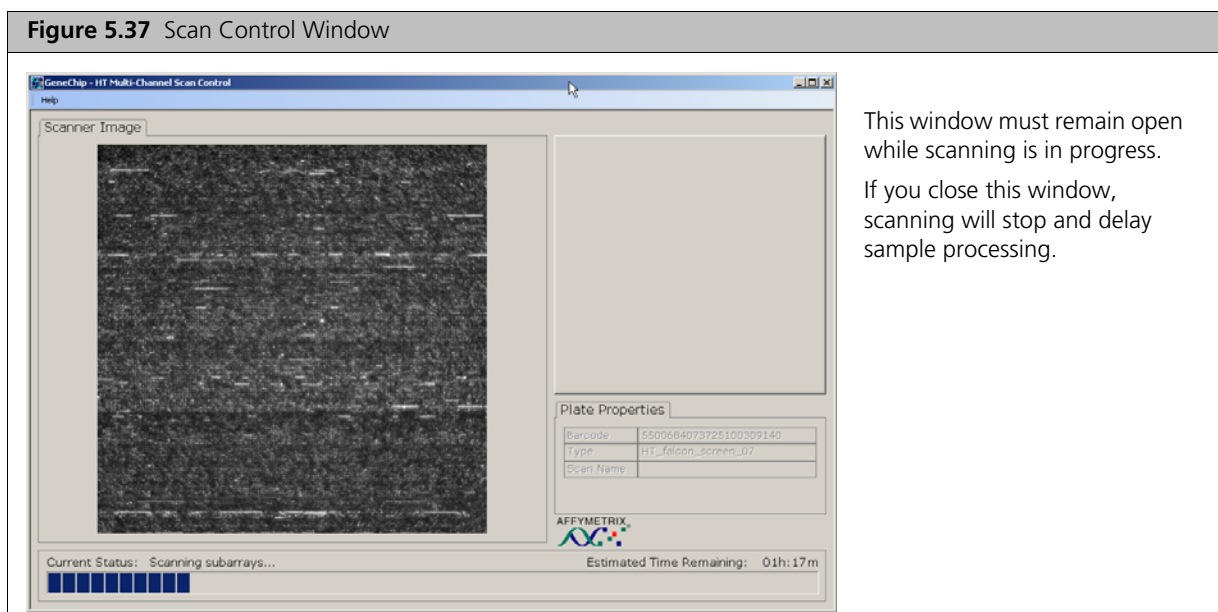 Figure 5.37 Scan Control Window
GeneChip - HT Multi-Channel Scan Control
Help
Scanner Image
This window must remain open
while scanning is in progress.
If you close this window,
scanning will stop and delay
sample processing.
Plate Properties
Barcode 5500684073725100309140
Type HT_falcon_screen_07
Scan Name
AFFYMETRIX
Current Status: Scanning subarrays...
Estimated Time Remaining: 01h:17m